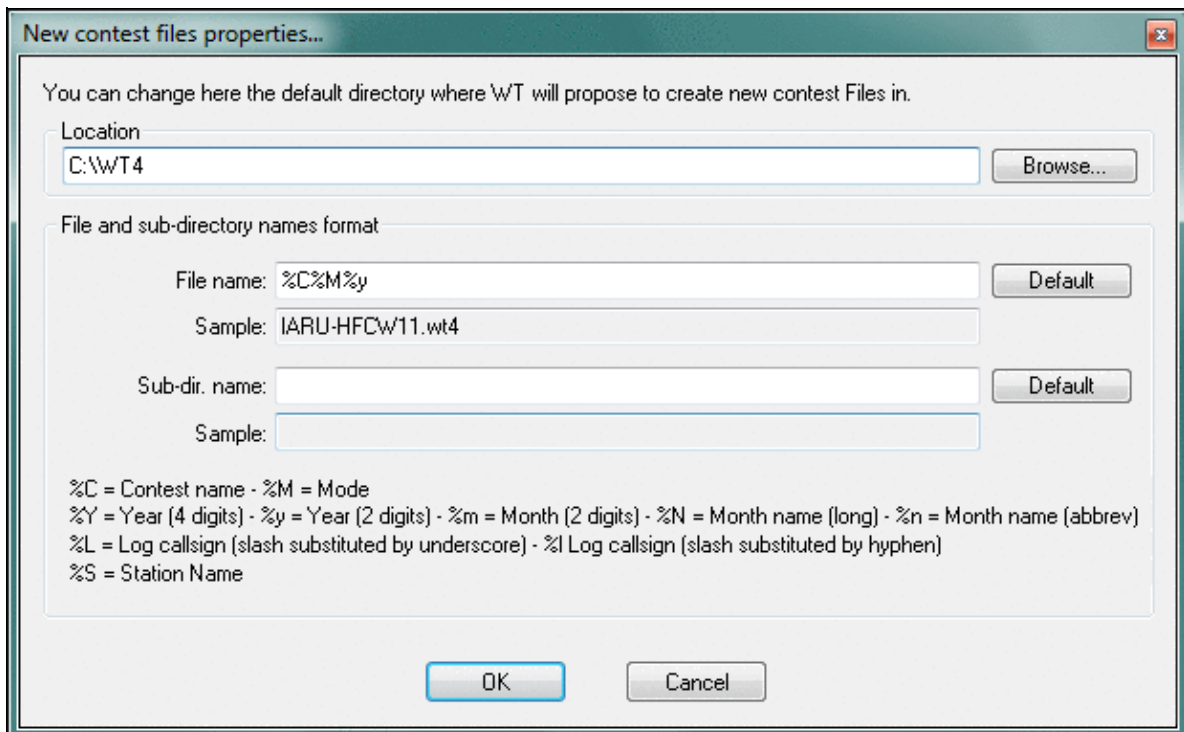 New contest files properties...
You can change here the default directory where WT will propose to create new contest Files in.
Location
C:\WT4
Browse...
File and sub-directory names format
File name: %C%M%y Default
Sample: IARU-HFCW11.wt4
Sub-dir. name: Default
Sample:
%C = Contest name - %M = Mode
%Y = Year (4 digits) - %y = Year (2 digits) - %m = Month (2 digits) - %N = Month name (long) - %n = Month name (abbrev)
%L = Log callsign (slash substituted by underscore) - %l Log callsign (slash substituted by hyphen)
%S = Station Name
OK Cancel